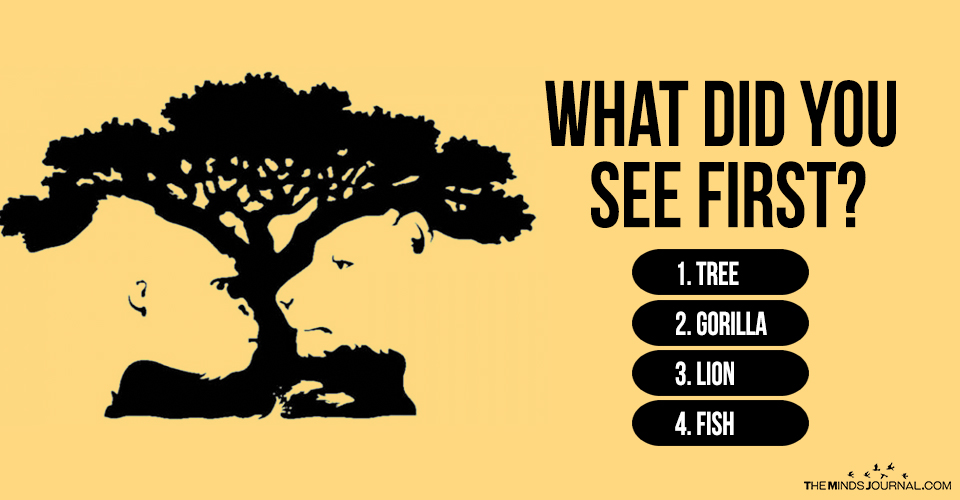 WHAT DID YOU
SEE FIRST?
1. TREE
2. GORILLA
3. LION
4. FISH
THEMINDSJOURNAL.COM